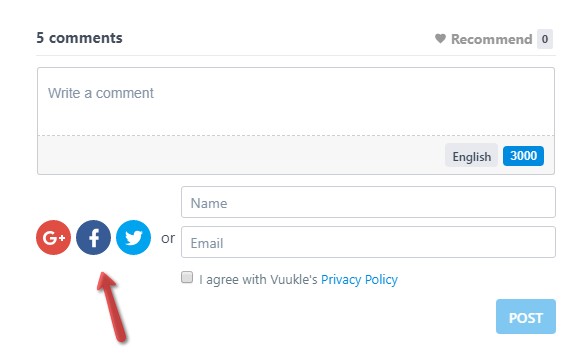 5 comments
Recommend 0
Write a comment
English 3000
Name
G+ f or
Email
I agree with Vuukle's Privacy Policy
POST